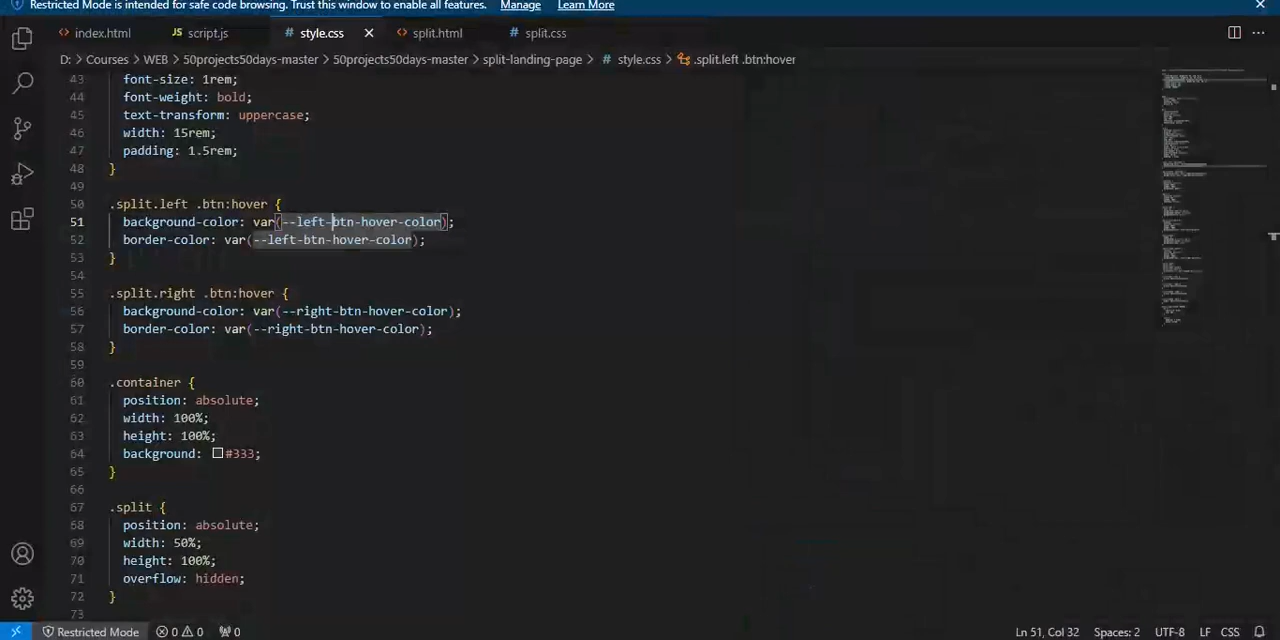 Restricted Mode is intended for safe code browsing. Trust this window to enable all features. Manage Learn More
index.html JS script.js # style.css split.html # split.css
D: > Courses > WEB > 50projects50days-master > 50projects50days-master > split-landing-page > # style.css > .split.left .btn:hover
43 font-size: 1rem;
44 font-weight: bold;
45 text-transform: uppercase;
46 width: 15rem;
47 padding: 1.5rem;
48 }
49
50 .split.left .btn:hover {
51 background-color: var(--left-btn-hover-color);
52 border-color: var(--left-btn-hover-color);
53 }
54
55 .split.right .btn:hover {
56 background-color: var(--right-btn-hover-color);
57 border-color: var(--right-btn-hover-color);
58 }
59
60 .container {
61 position: absolute;
62 width: 100%;
63 height: 100%;
64 background: #333;
65 }
66
67 .split {
68 position: absolute;
69 width: 50%;
70 height: 100%;
71 overflow: hidden;
72 }
73
Restricted Mode 0 0 0 Ln 51, Col 32 Spaces: 2 UTF-8 LF CSS